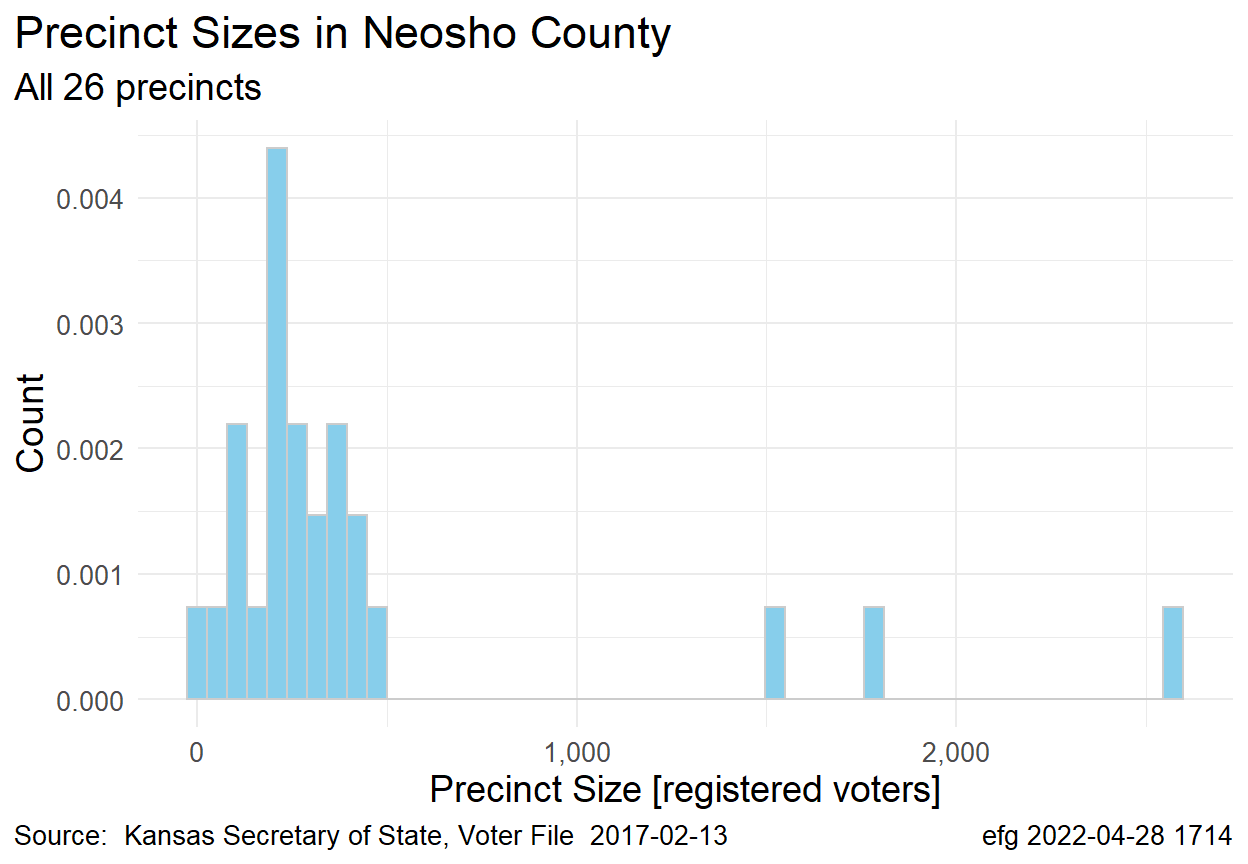 Precinct Sizes in Neosho County
All 26 precincts
Count
0.004
0.003
0.002
0.001
0.000
0 1,000 2,000
Precinct Size [registered voters]
Source:  Kansas Secretary of State, Voter File  2017-02-13 efg 2022-04-28 1714